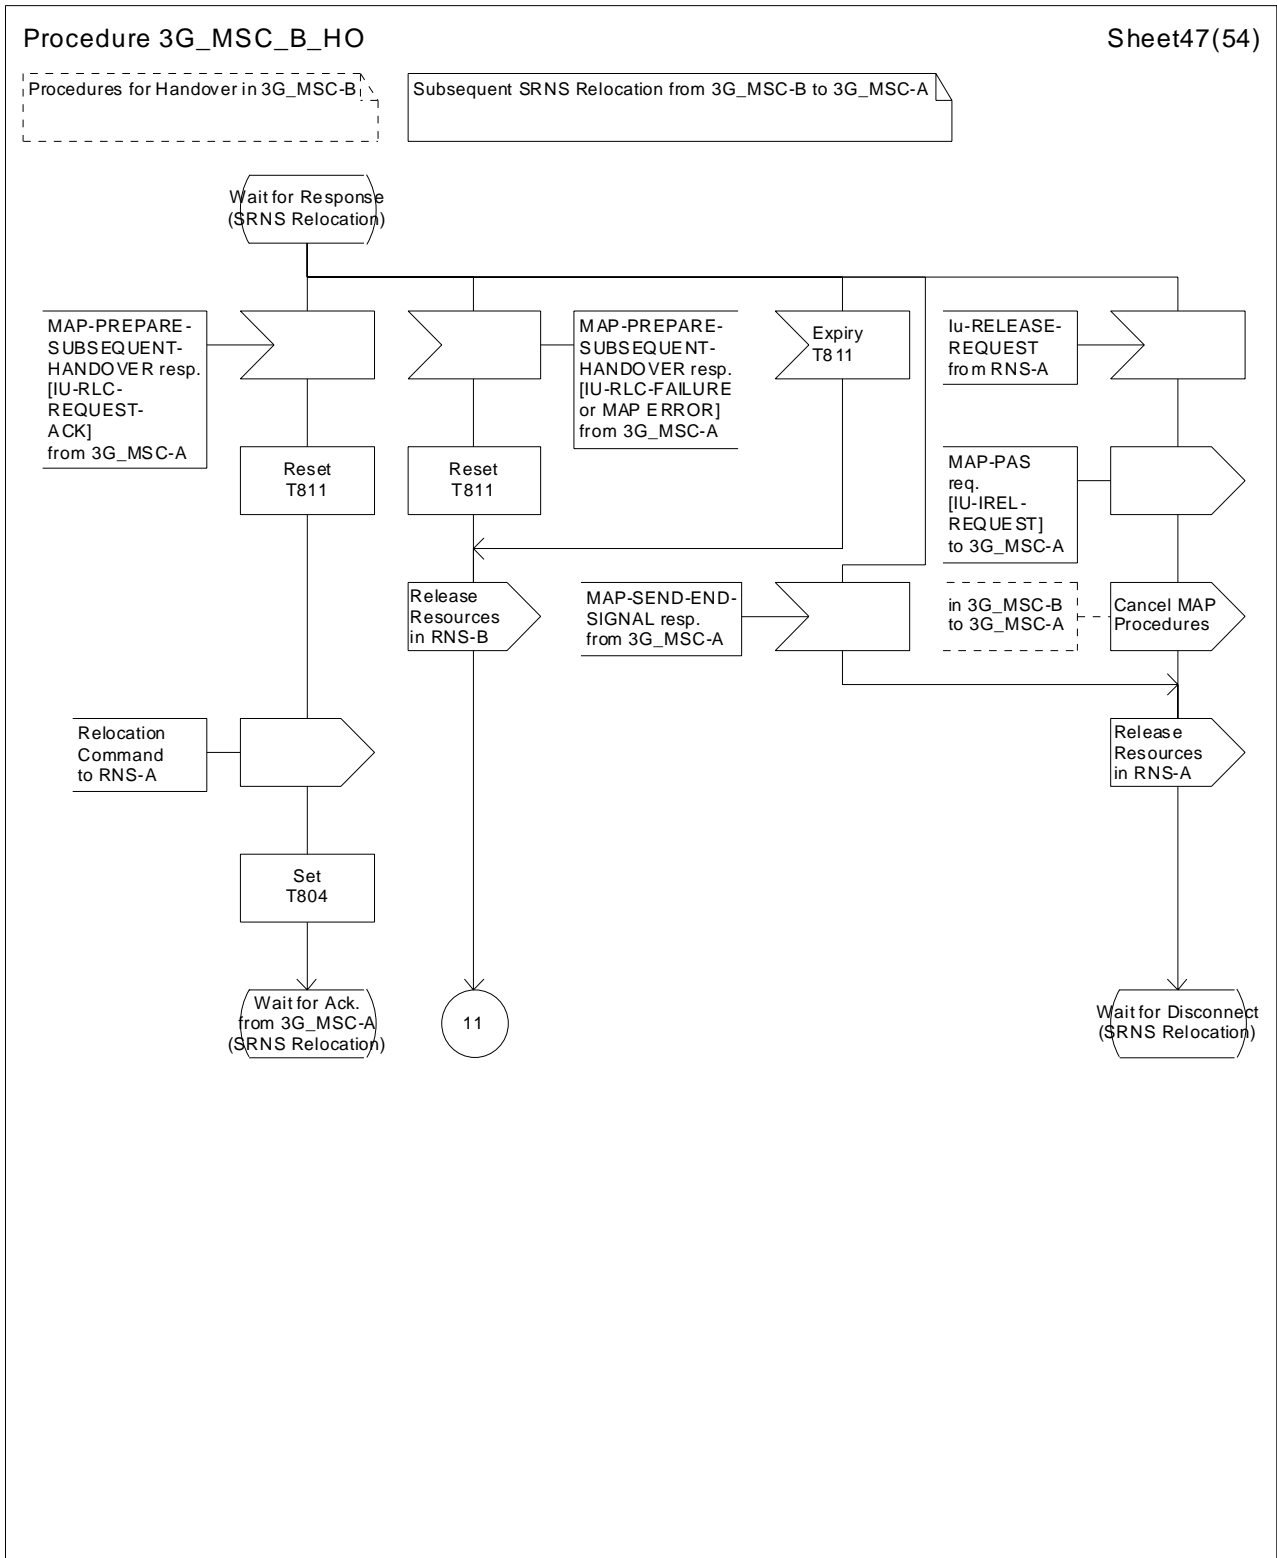 Procedure 3G_MSC_B_HO
Sheet47(54)
Procedures for Handover in 3G_MSC-B
Subsequent SRNS Relocation from 3G_MSC-B to 3G_MSC-A
Wait for Response
(SRNS Relocation)
MAP-PREPARE-
SUBSEQUENT-
HANDOVER resp.
[IU-RLC-
REQUEST-
ACK]
from 3G_MSC-A
MAP-PREPARE-
SUBSEQUENT-
HANDOVER resp.
[IU-RLC-FAILURE
or MAP ERROR]
from 3G_MSC-A
Expiry
T811
Iu-RELEASE-
REQUEST
from RNS-A
Reset
T811
Reset
T811
MAP-PAS
req.
[IU-IREL-
REQUEST]
to 3G_MSC-A
Release
Resources
in RNS-B
MAP-SEND-END-
SIGNAL resp.
from 3G_MSC-A
in 3G_MSC-B
to 3G_MSC-A
Cancel MAP
Procedures
Relocation
Command
to RNS-A
Release
Resources
in RNS-A
Set
T804
Wait for Ack.
from 3G_MSC-A
(SRNS Relocation)
11
Wait for Disconnect
(SRNS Relocation)